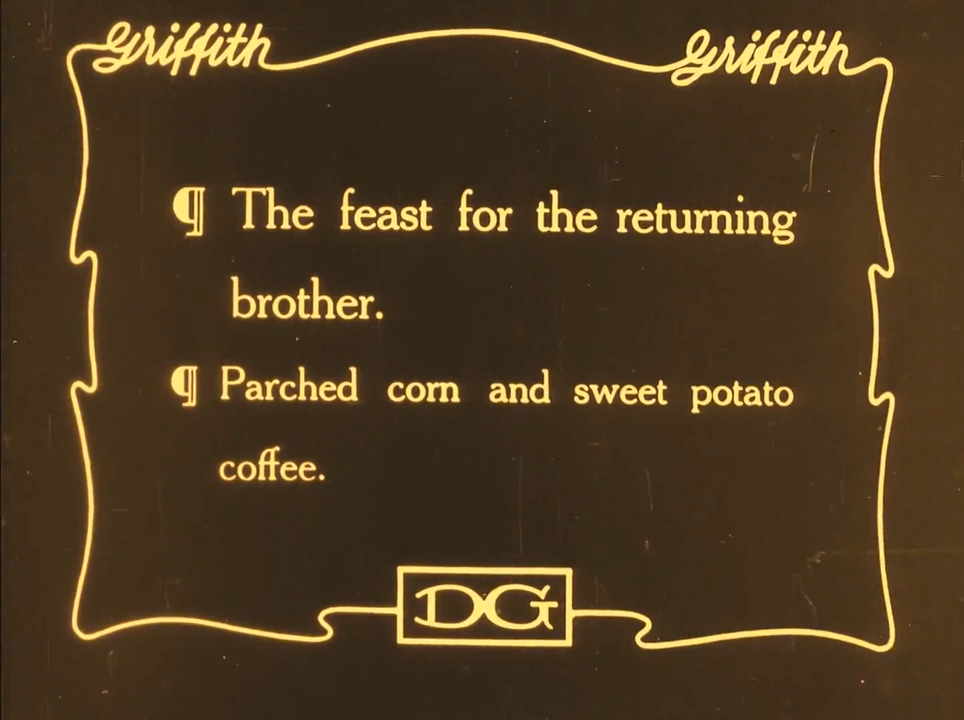 Griffith Griffith
¶ The feast for the returning
brother.
¶ Parched corn and sweet potato
coffee.
DG